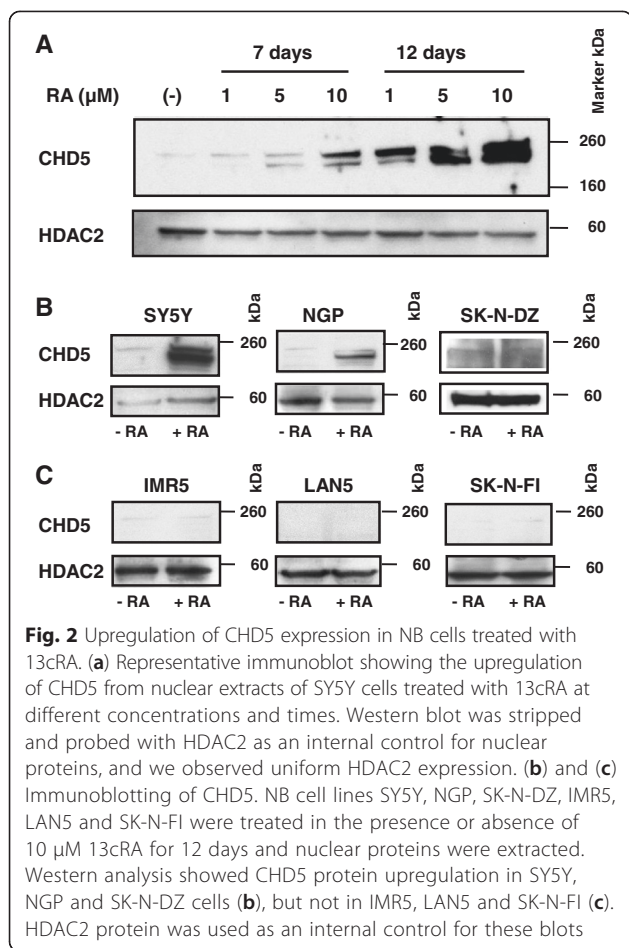 A
7 days 12 days
Marker kDa
RA (µM) (-) 1 5 10 1 5 10
CHD5
260
160
HDAC2
60
B
SY5Y kDa NGP kDa SK-N-DZ kDa
CHD5 260 260 260
HDAC2 60 60 60
- RA + RA - RA + RA - RA + RA
C
IMR5 kDa LAN5 kDa SK-N-FI kDa
CHD5 260 260 260
HDAC2 60 60 60
- RA + RA - RA + RA - RA + RA
Fig. 2 Upregulation of CHD5 expression in NB cells treated with
13cRA. (a) Representative immunoblot showing the upregulation
of CHD5 from nuclear extracts of SY5Y cells treated with 13cRA at
different concentrations and times. Western blot was stripped
and probed with HDAC2 as an internal control for nuclear
proteins, and we observed uniform HDAC2 expression. (b) and (c)
Immunoblotting of CHD5. NB cell lines SY5Y, NGP, SK-N-DZ, IMR5,
LAN5 and SK-N-FI were treated in the presence or absence of
10 µM 13cRA for 12 days and nuclear proteins were extracted.
Western analysis showed CHD5 protein upregulation in SY5Y,
NGP and SK-N-DZ cells (b), but not in IMR5, LAN5 and SK-N-FI (c).
HDAC2 protein was used as an internal control for these blots